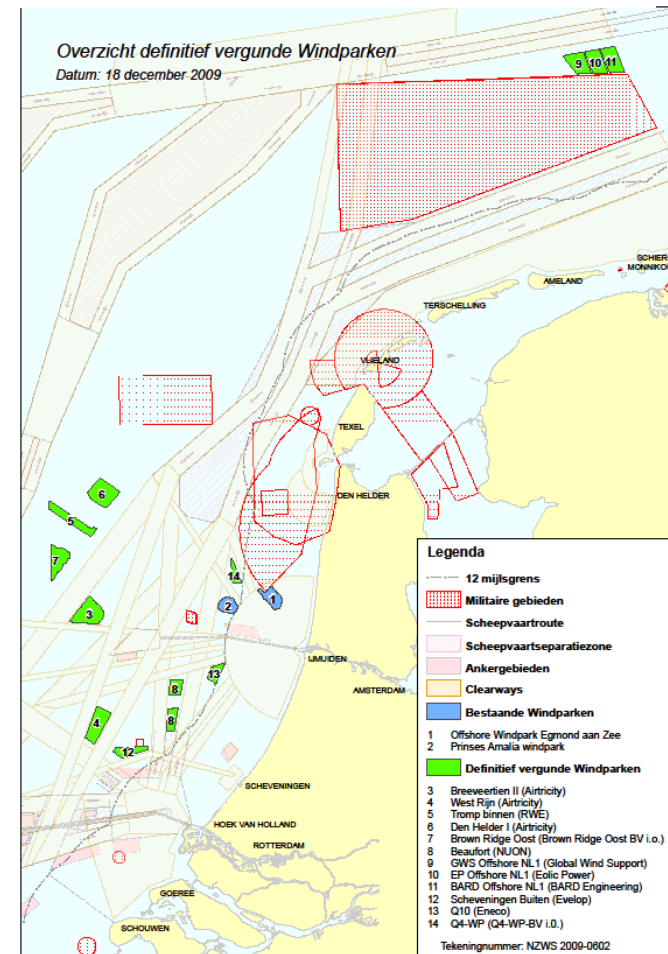 Overzicht definitief vergunde Windparken
Datum: 18 december 2009
9 10 11
SCHIER
MONNIKOO
AMELAND
TERSCHELLING
VLIELAND
TEXEL
DEN HELDER
6
5
7
3
14
2
1
IJMUIDEN
13
AMSTERDAM
8
8
4
12
SCHEVENINGEN
HOEK VAN HOLLAND
ROTTERDAM
GOEREE
SCHOUWEN
Legenda
12 mijlsgrens
Militaire gebieden
Scheepvaartroute
Scheepvaartseparatiezone
Ankergebieden
Clearways
Bestaande Windparken
1 Offshore Windpark Egmond aan Zee
2 Prinses Amalia windpark
Definitief vergunde Windparken
3 Breeveertien II (Airtricity)
4 West Rijn (Airtricity)
5 Tromp binnen (RWE)
6 Den Helder I (Airtricity)
7 Brown Ridge Oost (Brown Ridge Oost BV i.o.)
8 Beaufort (NUON)
9 GWS Offshore NL1 (Global Wind Support)
10 EP Offshore NL1 (Eolic Power)
11 BARD Offshore NL1 (BARD Engineering)
12 Scheveningen Buiten (Evelop)
13 Q10 (Eneco)
14 Q4-WP (Q4-WP-BV i.0.)
Tekeningnummer: NZWS 2009-0602